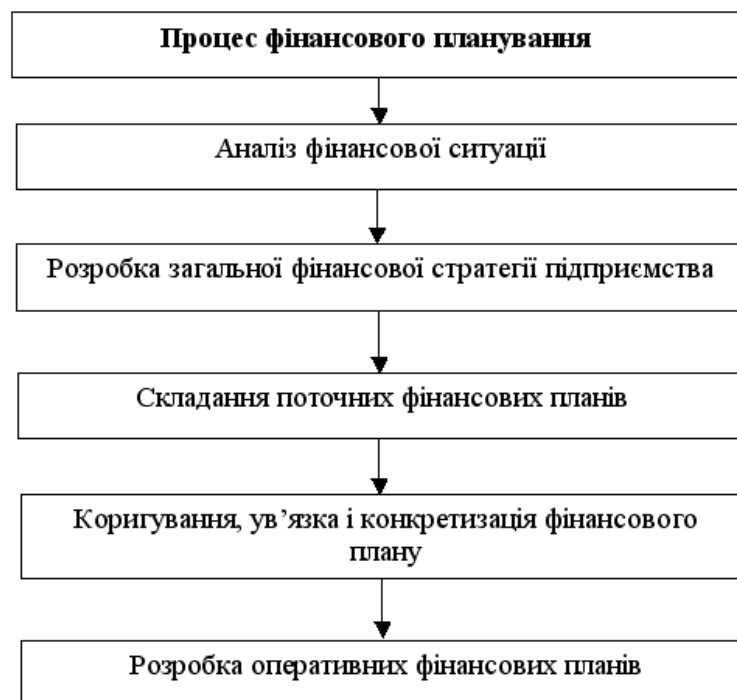 Процес фінансового планування
Аналіз фінансової ситуації
Розробка загальної фінансової стратегії підприємства
Складання поточних фінансових планів
Коригування, ув’язка і конкретизація фінансового
плану
Розробка оперативних фінансових планів